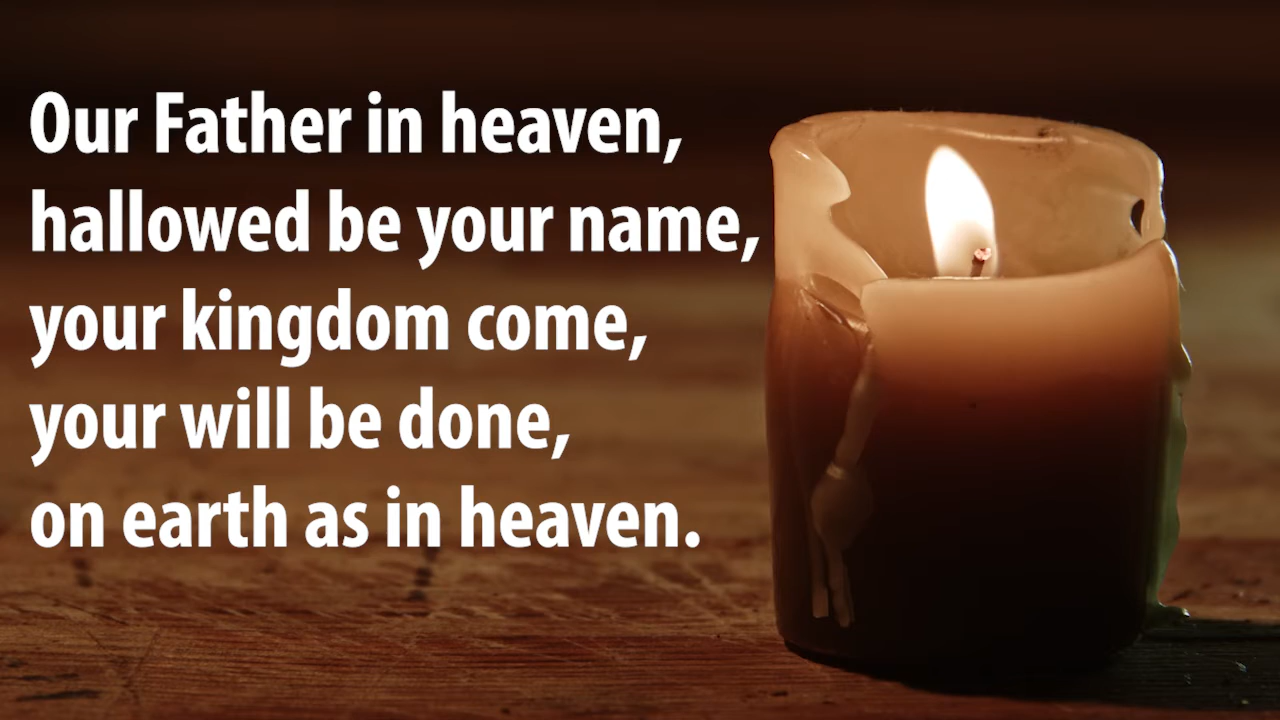 Our Father in heaven,
hallowed be your name,
your kingdom come,
your will be done,
on earth as in heaven.